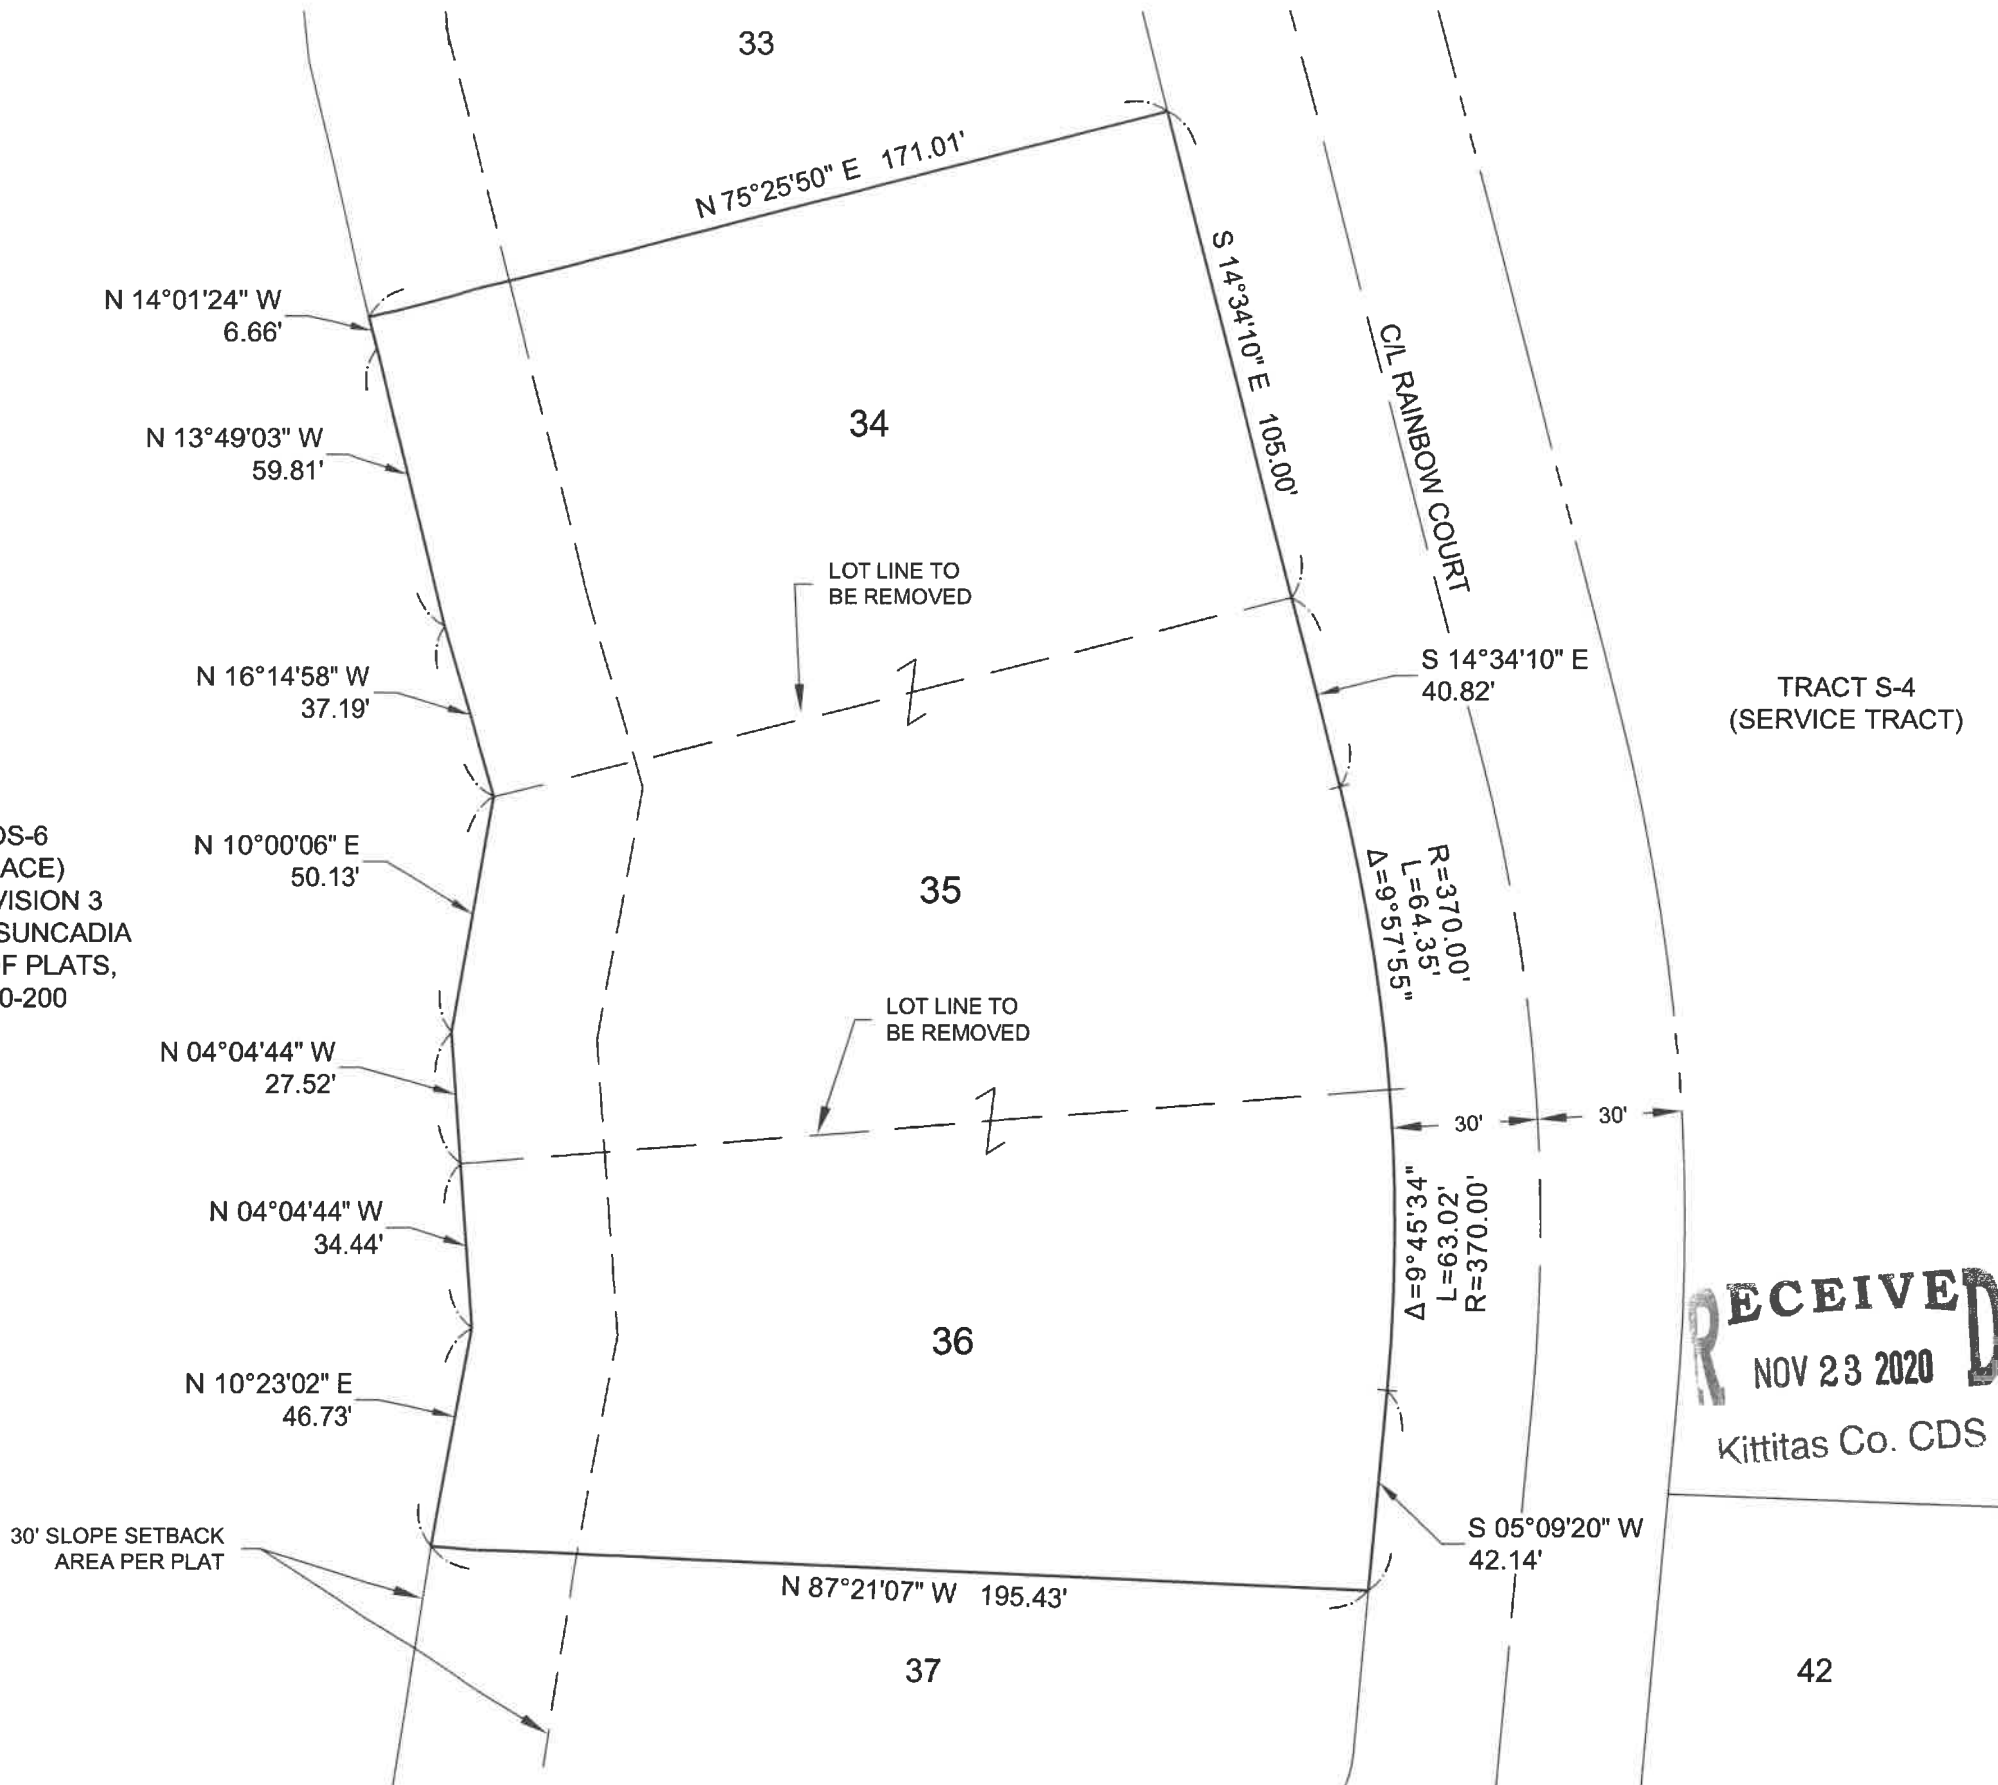 33
N 75°25'50" E 171.01'
N 14°01'24" W
6.66'
S 14°34'10" E 105.00'
C/L RAINBOW COURT
34
N 13°49'03" W
59.81'
LOT LINE TO
BE REMOVED
N 16°14'58" W
37.19'
S 14°34'10" E
40.82'
TRACT S-4
(SERVICE TRACT)
OS-6
ACE)
VISION 3
SUNCADIA
F PLATS,
0-200
N 10°00'06" E
50.13'
35
R=370.00'
L=64.35'
Δ=9°57'55"
LOT LINE TO
BE REMOVED
N 04°04'44" W
27.52'
30'
30'
N 04°04'44" W
34.44'
Δ=9°45'34"
L=63.02'
R=370.00'
36
RECEIVED
NOV 23 2020
Kittitas Co. CDS
N 10°23'02" E
46.73'
30' SLOPE SETBACK
AREA PER PLAT
S 05°09'20" W
42.14'
N 87°21'07" W 195.43'
37
42